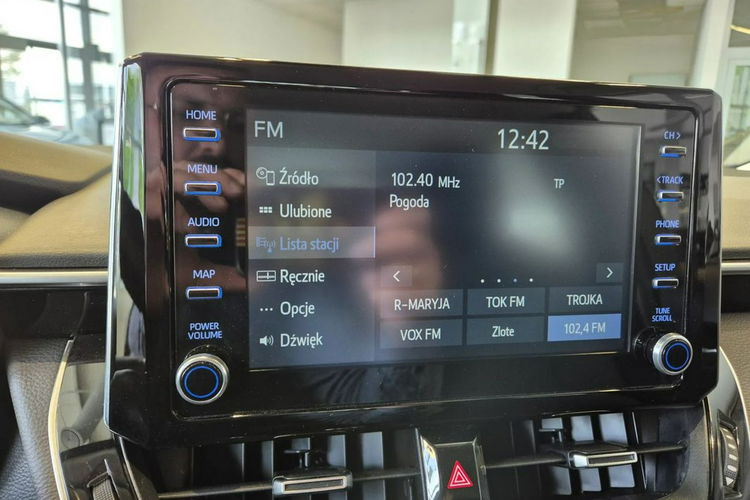 HOME
MENU
AUDIO
MAP
POWER
VOLUME
FM
12:42
Źródło
Ulubione
Lista stacji
Ręcznie
Opcje
Dźwięk
102.40 MHz
TP
Pogoda
R-MARYJA
TOK FM
TROJKA
VOX FM
Zlote
102,4 FM
CH >
< TRACK
PHONE
SETUP
TUNE
SCROLL